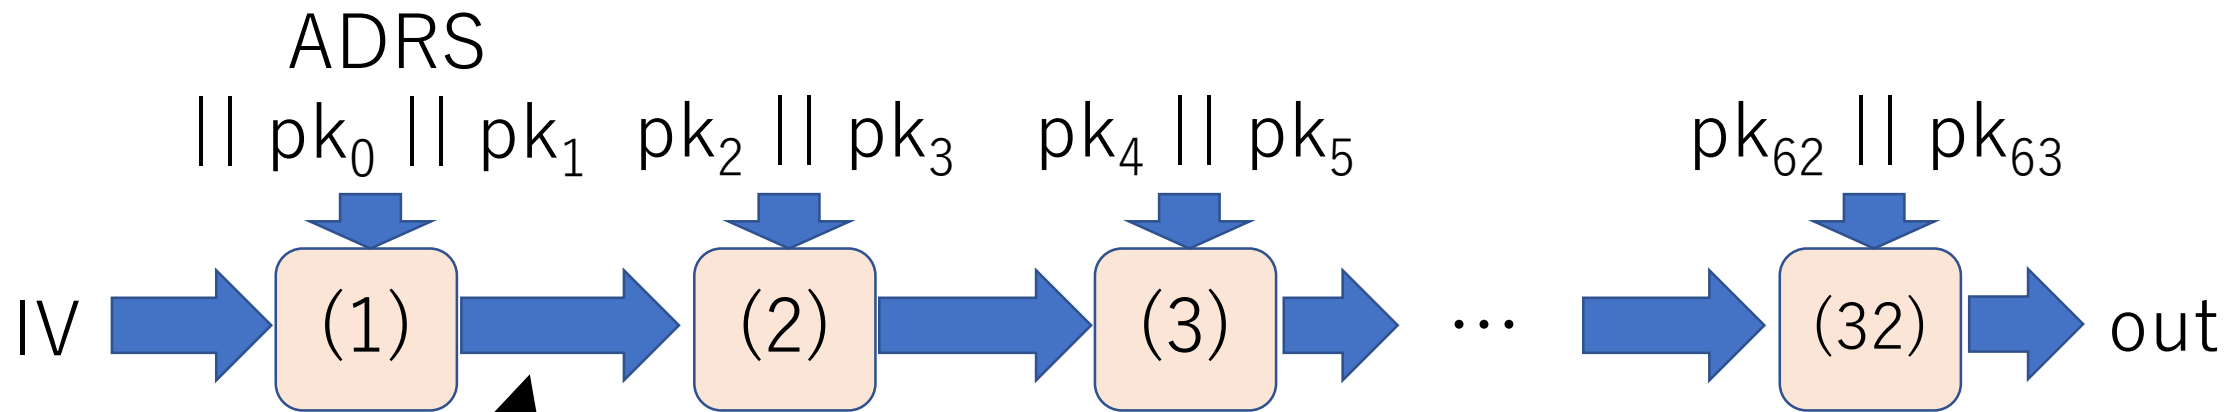 ADRS
|| pk₀ || pk₁ pk₂ || pk₃ pk₄ || pk₅ pk₆₂ || pk₆₃
IV (1) (2) (3) ··· (32) out